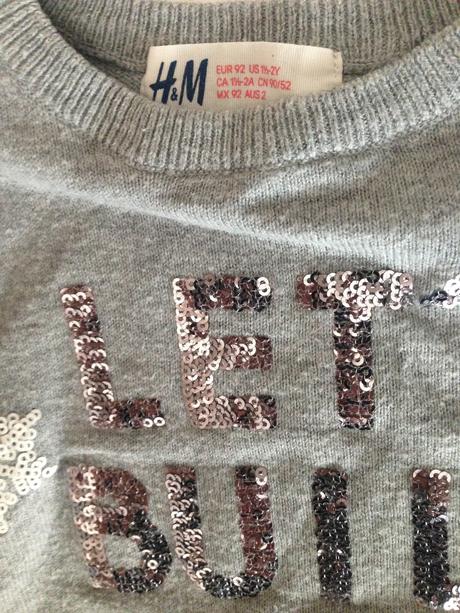 H&M
EUR 92 US 1½-2Y
CA 1½-2A CN 90/52
MX 92 AUS 2
LET'
BUIL